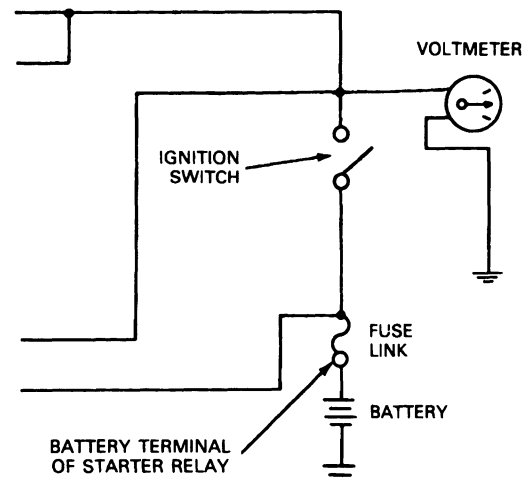 VOLTMETER
IGNITION
SWITCH
FUSE
LINK
BATTERY
BATTERY TERMINAL
OF STARTER RELAY